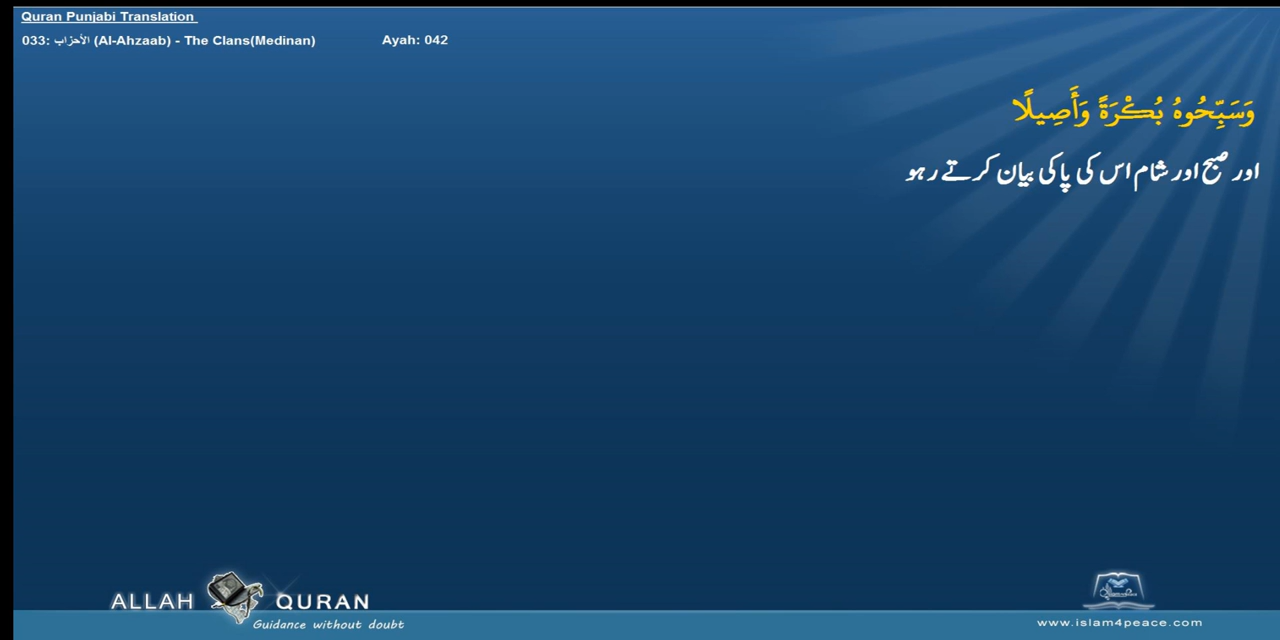 Quran Punjabi Translation
033: الأحزاب (Al-Ahzaab) - The Clans(Medinan) Ayah: 042
وَسَبِّحُوهُ بُكْرَةً وَأَصِيلًا
اور صبح اور شام اس کی پاکی بیان کرتے رہو
ALLAH QURAN
Guidance without doubt
www.islam4peace.com